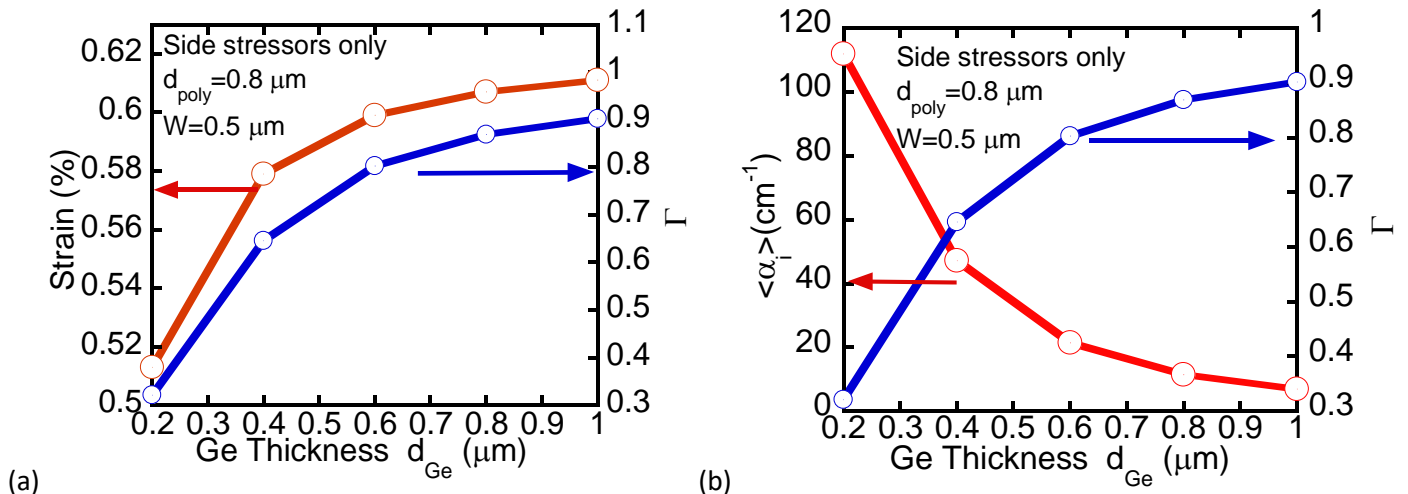 0.62
0.6
0.58
0.56
0.54
0.52
0.5
Strain (%)
Side stressors only
d_poly=0.8 μm
W=0.5 μm
1.1
1
0.9
0.8
0.7
0.6
0.5
0.4
0.3
Γ
0.2 0.3 0.4 0.5 0.6 0.7 0.8 0.9 1
Ge Thickness d_Ge (μm)
(a)
120
100
80
60
40
20
0
<α_i>(cm^-1)
Side stressors only
d_poly=0.8 μm
W=0.5 μm
1
0.9
0.8
0.7
0.6
0.5
0.4
0.3
Γ
0.2 0.3 0.4 0.5 0.6 0.7 0.8 0.9 1
Ge Thickness d_Ge (μm)
(b)